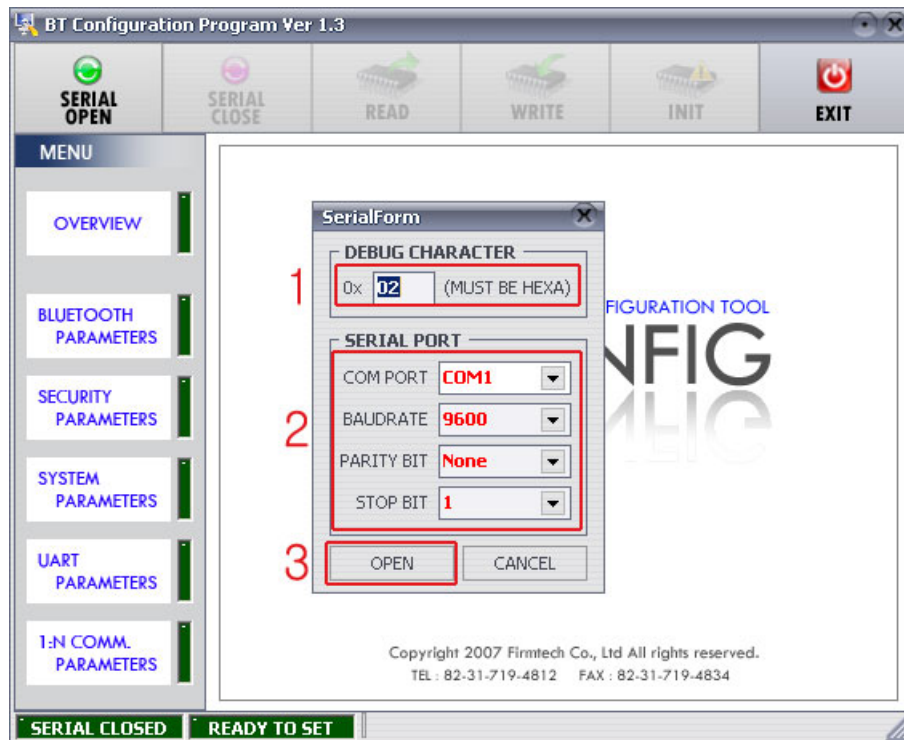 BT Configuration Program Ver 1.3
SERIAL OPEN
SERIAL CLOSE
READ
WRITE
INIT
EXIT
MENU
OVERVIEW
BLUETOOTH
PARAMETERS
SECURITY
PARAMETERS
SYSTEM
PARAMETERS
UART
PARAMETERS
1:N COMM.
PARAMETERS
SerialForm
DEBUG CHARACTER
1
0x 02 (MUST BE HEXA)
SERIAL PORT
2
COM PORT COM1
BAUDRATE 9600
PARITY BIT None
STOP BIT 1
3
OPEN CANCEL
FIGURATION TOOL
NFIG
Copyright 2007 Firmtech Co., Ltd All rights reserved.
TEL : 82-31-719-4812 FAX : 82-31-719-4834
SERIAL CLOSED READY TO SET